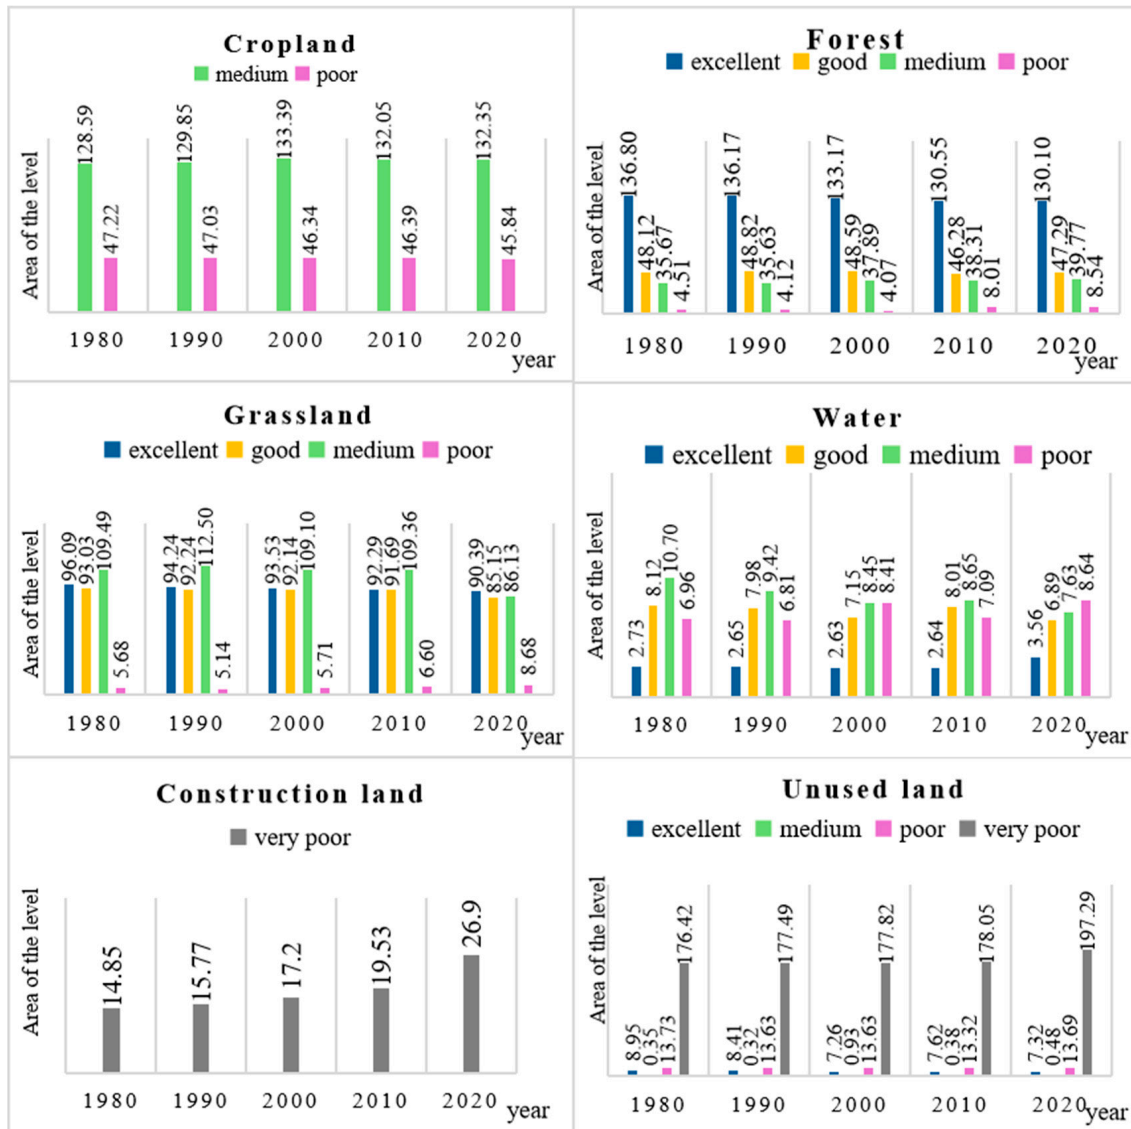 Cropland
medium poor
Area of the level
128.59 47.22 129.85 47.03 133.39 46.34 132.05 46.39 132.35 45.84
1980 1990 2000 2010 2020
year
Forest
excellent good medium poor
Area of the level
136.80 48.12 35.67 4.51 136.17 48.82 35.63 4.12 133.17 48.59 37.89 4.07 130.55 46.28 38.31 8.01 130.10 47.29 39.77 8.54
1980 1990 2000 2010 2020
year
Grassland
excellent good medium poor
Area of the level
96.09 93.03 109.49 5.68 94.24 92.24 112.50 5.14 93.53 92.14 109.10 5.71 92.29 91.69 109.36 6.60 90.39 85.15 86.13 8.68
1980 1990 2000 2010 2020
year
Water
excellent good medium poor
Area of the level
2.73 8.12 10.70 6.96 2.65 7.98 9.42 6.81 2.63 7.15 8.45 8.41 2.64 8.01 8.65 7.09 3.56 6.89 7.63 8.64
1980 1990 2000 2010 2020
year
Construction land
very poor
Area of the level
14.85 15.77 17.2 19.53 26.9
1980 1990 2000 2010 2020
year
Unused land
excellent medium poor very poor
Area of the level
8.95 0.35 13.73 176.42 8.41 0.32 13.63 177.49 7.26 0.93 13.63 177.82 7.62 0.38 13.32 178.05 7.32 0.48 13.69 197.29
1980 1990 2000 2010 2020
year